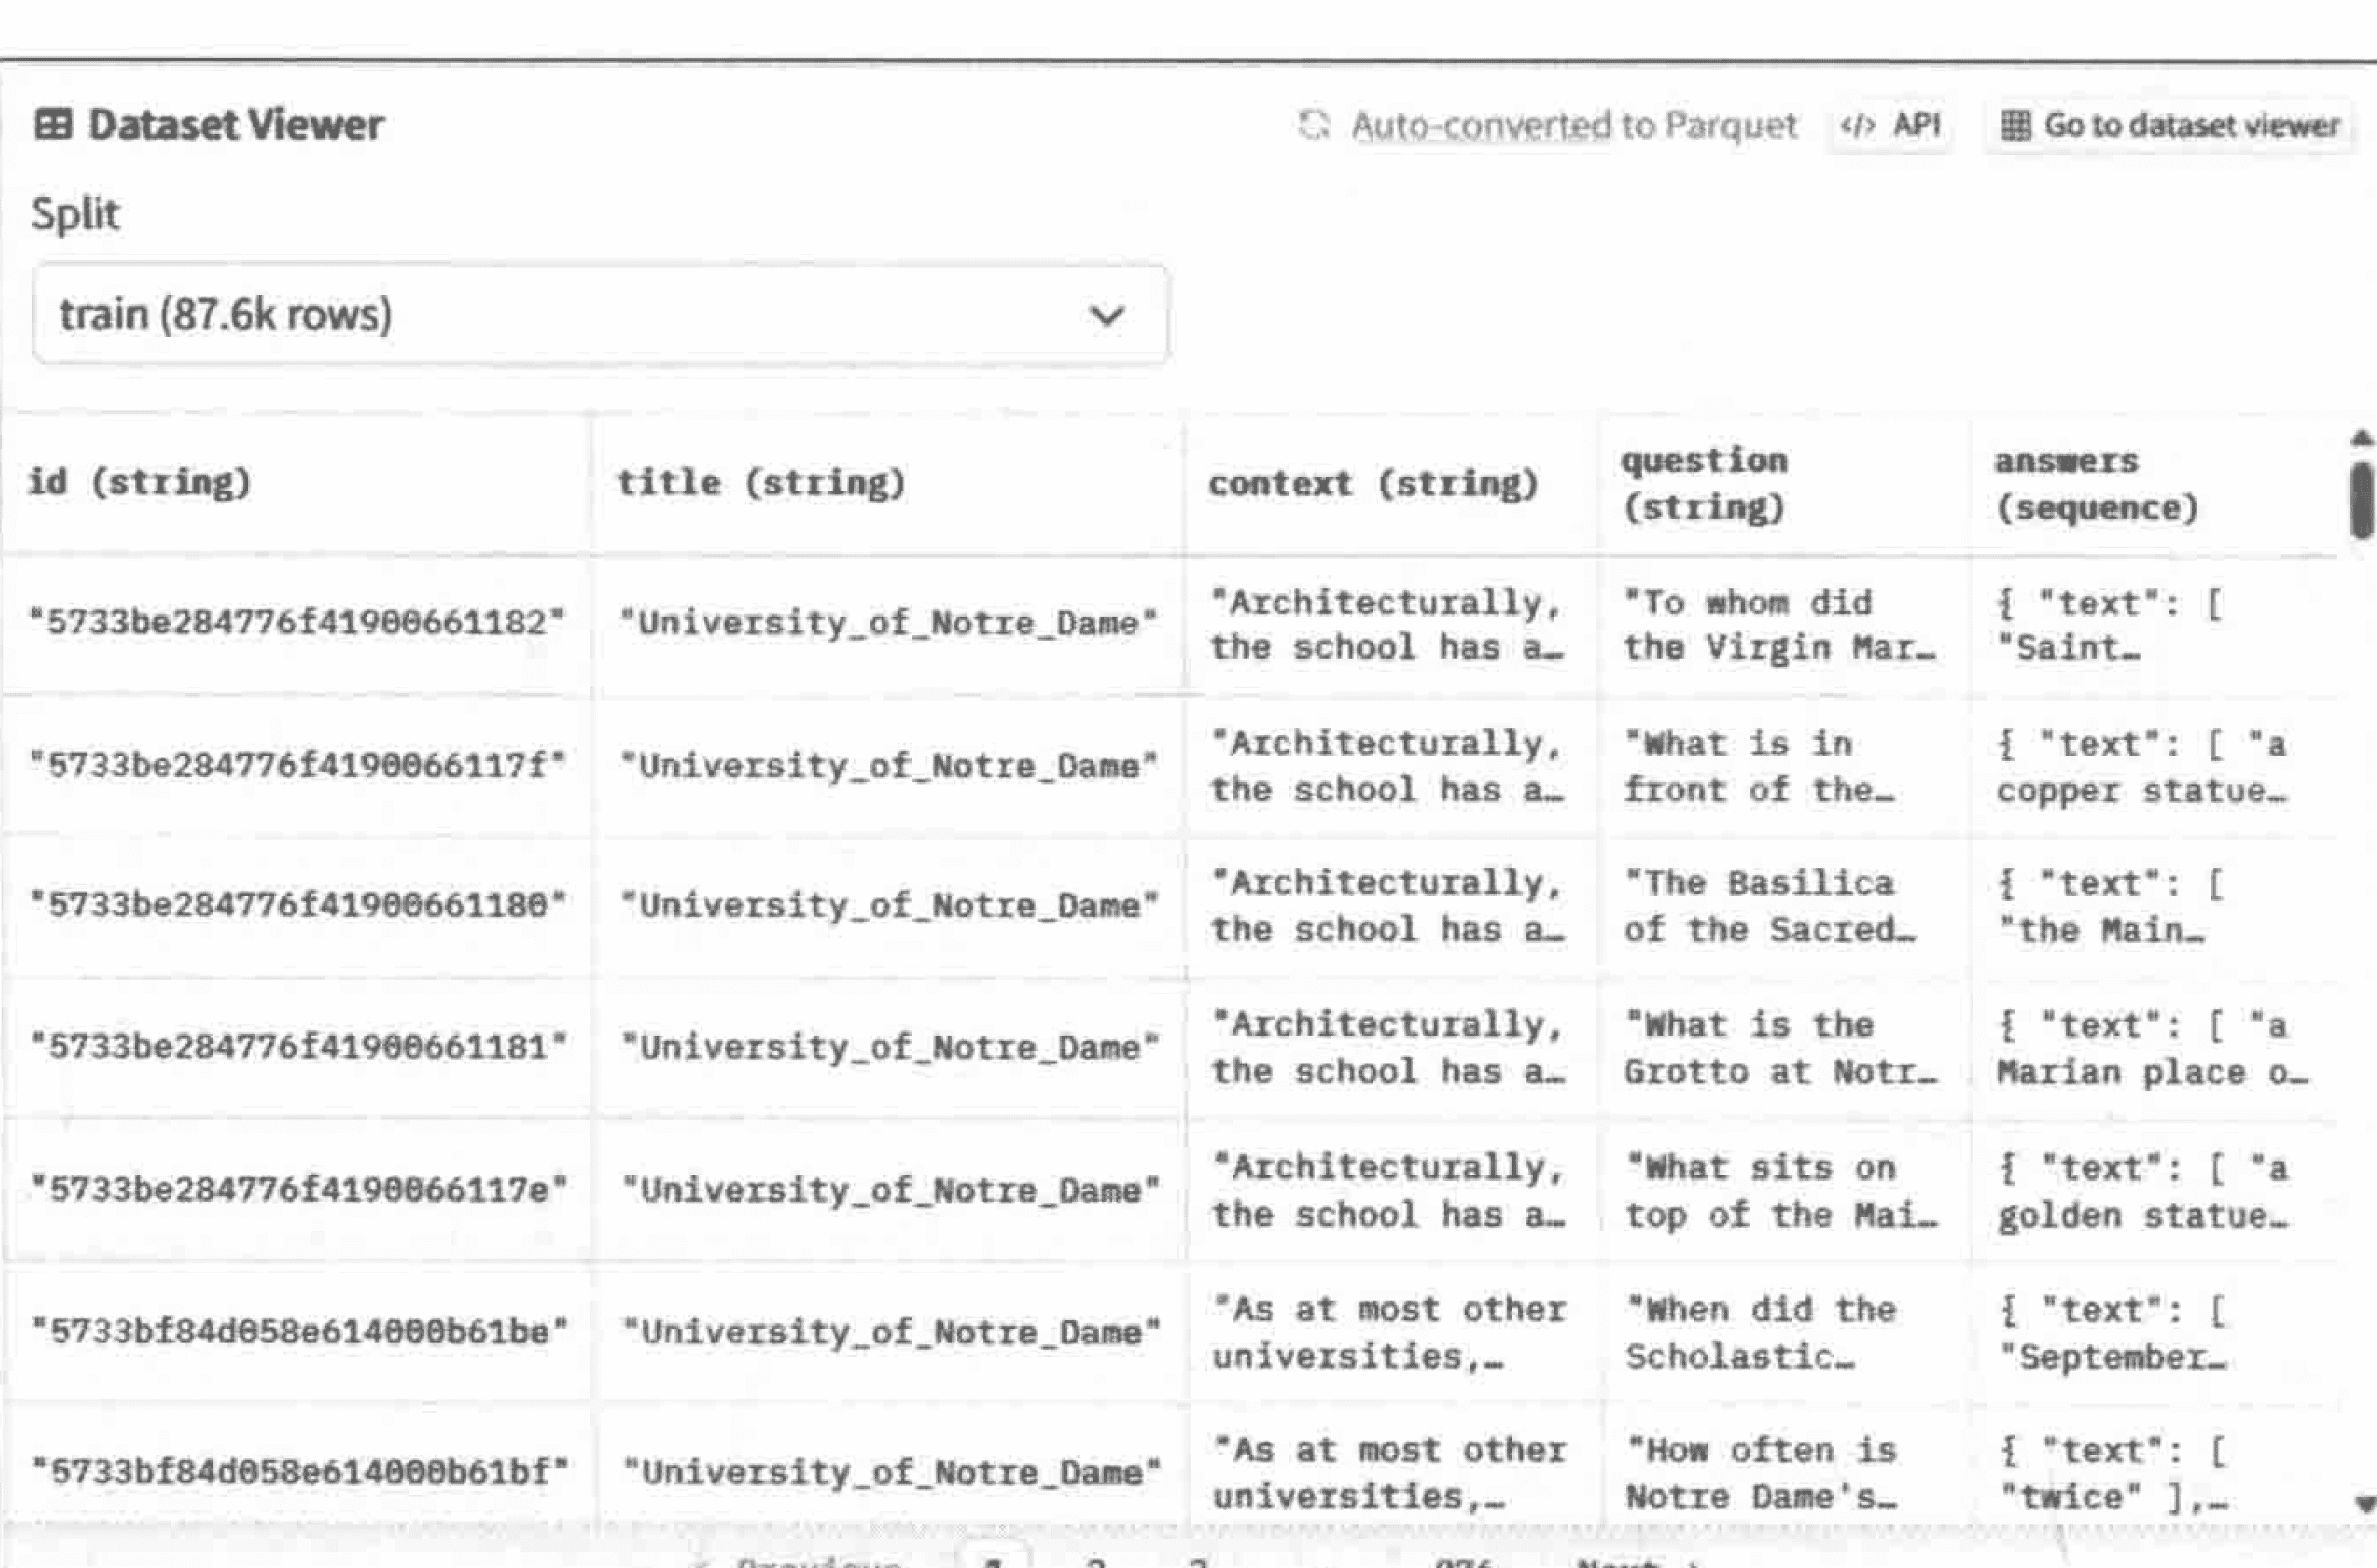 Dataset Viewer
Auto-converted to Parquet
API
Go to dataset viewer
Split
train (87.6k rows)
id (string) title (string) context (string) question (string) answers (sequence)
"5733be284776f41900661182" "University_of_Notre_Dame" "Architecturally, the school has a… "To whom did the Virgin Mar… { "text": [ "Saint…
"5733be284776f4190066117f" "University_of_Notre_Dame" "Architecturally, the school has a… "What is in front of the… { "text": [ "a copper statue…
"5733be284776f41900661180" "University_of_Notre_Dame" "Architecturally, the school has a… "The Basilica of the Sacred… { "text": [ "the Main…
"5733be284776f41900661181" "University_of_Notre_Dame" "Architecturally, the school has a… "What is the Grotto at Notr… { "text": [ "a Marian place o…
"5733be284776f4190066117e" "University_of_Notre_Dame" "Architecturally, the school has a… "What sits on top of the Mai… { "text": [ "a golden statue…
"5733bf84d058e614000b61be" "University_of_Notre_Dame" "As at most other universities,… "When did the Scholastic… { "text": [ "September…
"5733bf84d058e614000b61bf" "University_of_Notre_Dame" "As at most other universities,… "How often is Notre Dame's… { "text": [ "twice" ],…